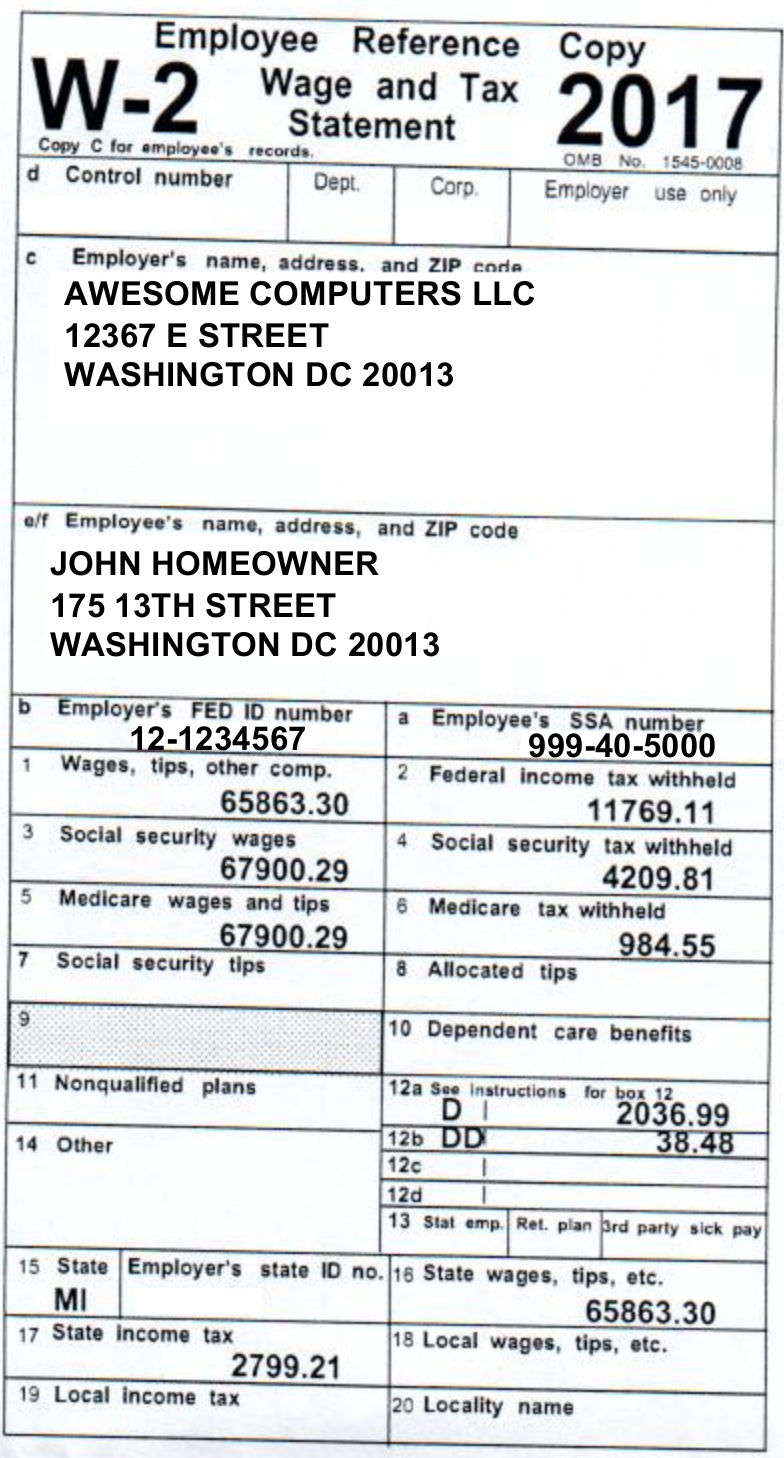 Employee Reference Copy
W-2 Wage and Tax Statement 2017
Copy C for employee's records.
OMB No. 1545-0008
d Control number
Dept.
Corp.
Employer use only
c Employer's name, address, and ZIP code
AWESOME COMPUTERS LLC
12367 E STREET
WASHINGTON DC 20013
e/f Employee's name, address, and ZIP code
JOHN HOMEOWNER
175 13TH STREET
WASHINGTON DC 20013
b Employer's FED ID number
12-1234567
a Employee's SSA number
999-40-5000
1 Wages, tips, other comp.
65863.30
2 Federal income tax withheld
11769.11
3 Social security wages
67900.29
4 Social security tax withheld
4209.81
5 Medicare wages and tips
67900.29
6 Medicare tax withheld
984.55
7 Social security tips
8 Allocated tips
9
10 Dependent care benefits
11 Nonqualified plans
12a See instructions for box 12
D 2036.99
12b DD 38.48
12c
12d
14 Other
13 Stat emp. Ret. plan 3rd party sick pay
15 State
MI
Employer's state ID no.
16 State wages, tips, etc.
65863.30
17 State income tax
2799.21
18 Local wages, tips, etc.
19 Local income tax
20 Locality name